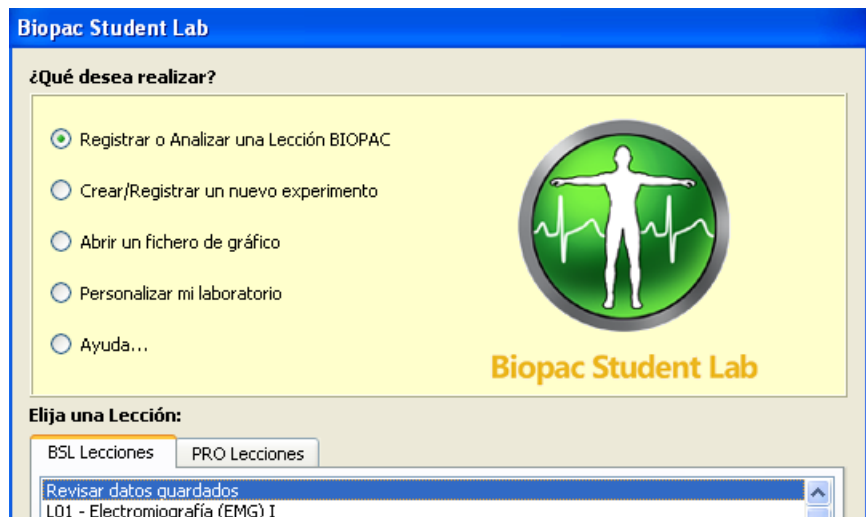 Biopac Student Lab
¿Qué desea realizar?
Registrar o Analizar una Lección BIOPAC
Crear/Registrar un nuevo experimento
Abrir un fichero de gráfico
Personalizar mi laboratorio
Ayuda...
Biopac Student Lab
Elija una Lección:
BSL Lecciones PRO Lecciones
Revisar datos guardados
L01 - Electromiografía (EMG) I